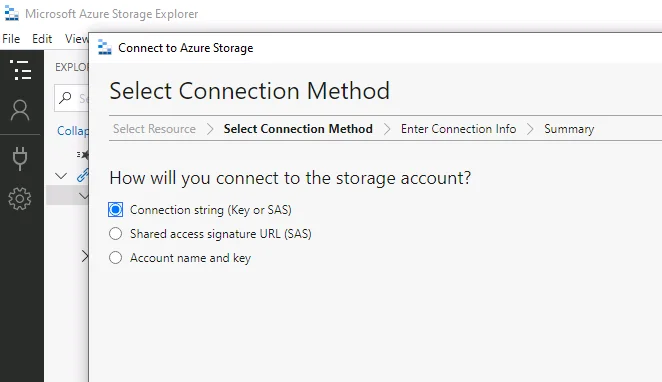 Microsoft Azure Storage Explorer
File Edit View
Connect to Azure Storage
EXPLO
Select Connection Method
Se
Select Resource > Select Connection Method > Enter Connection Info > Summary
Collap
How will you connect to the storage account?
Connection string (Key or SAS)
Shared access signature URL (SAS)
Account name and key